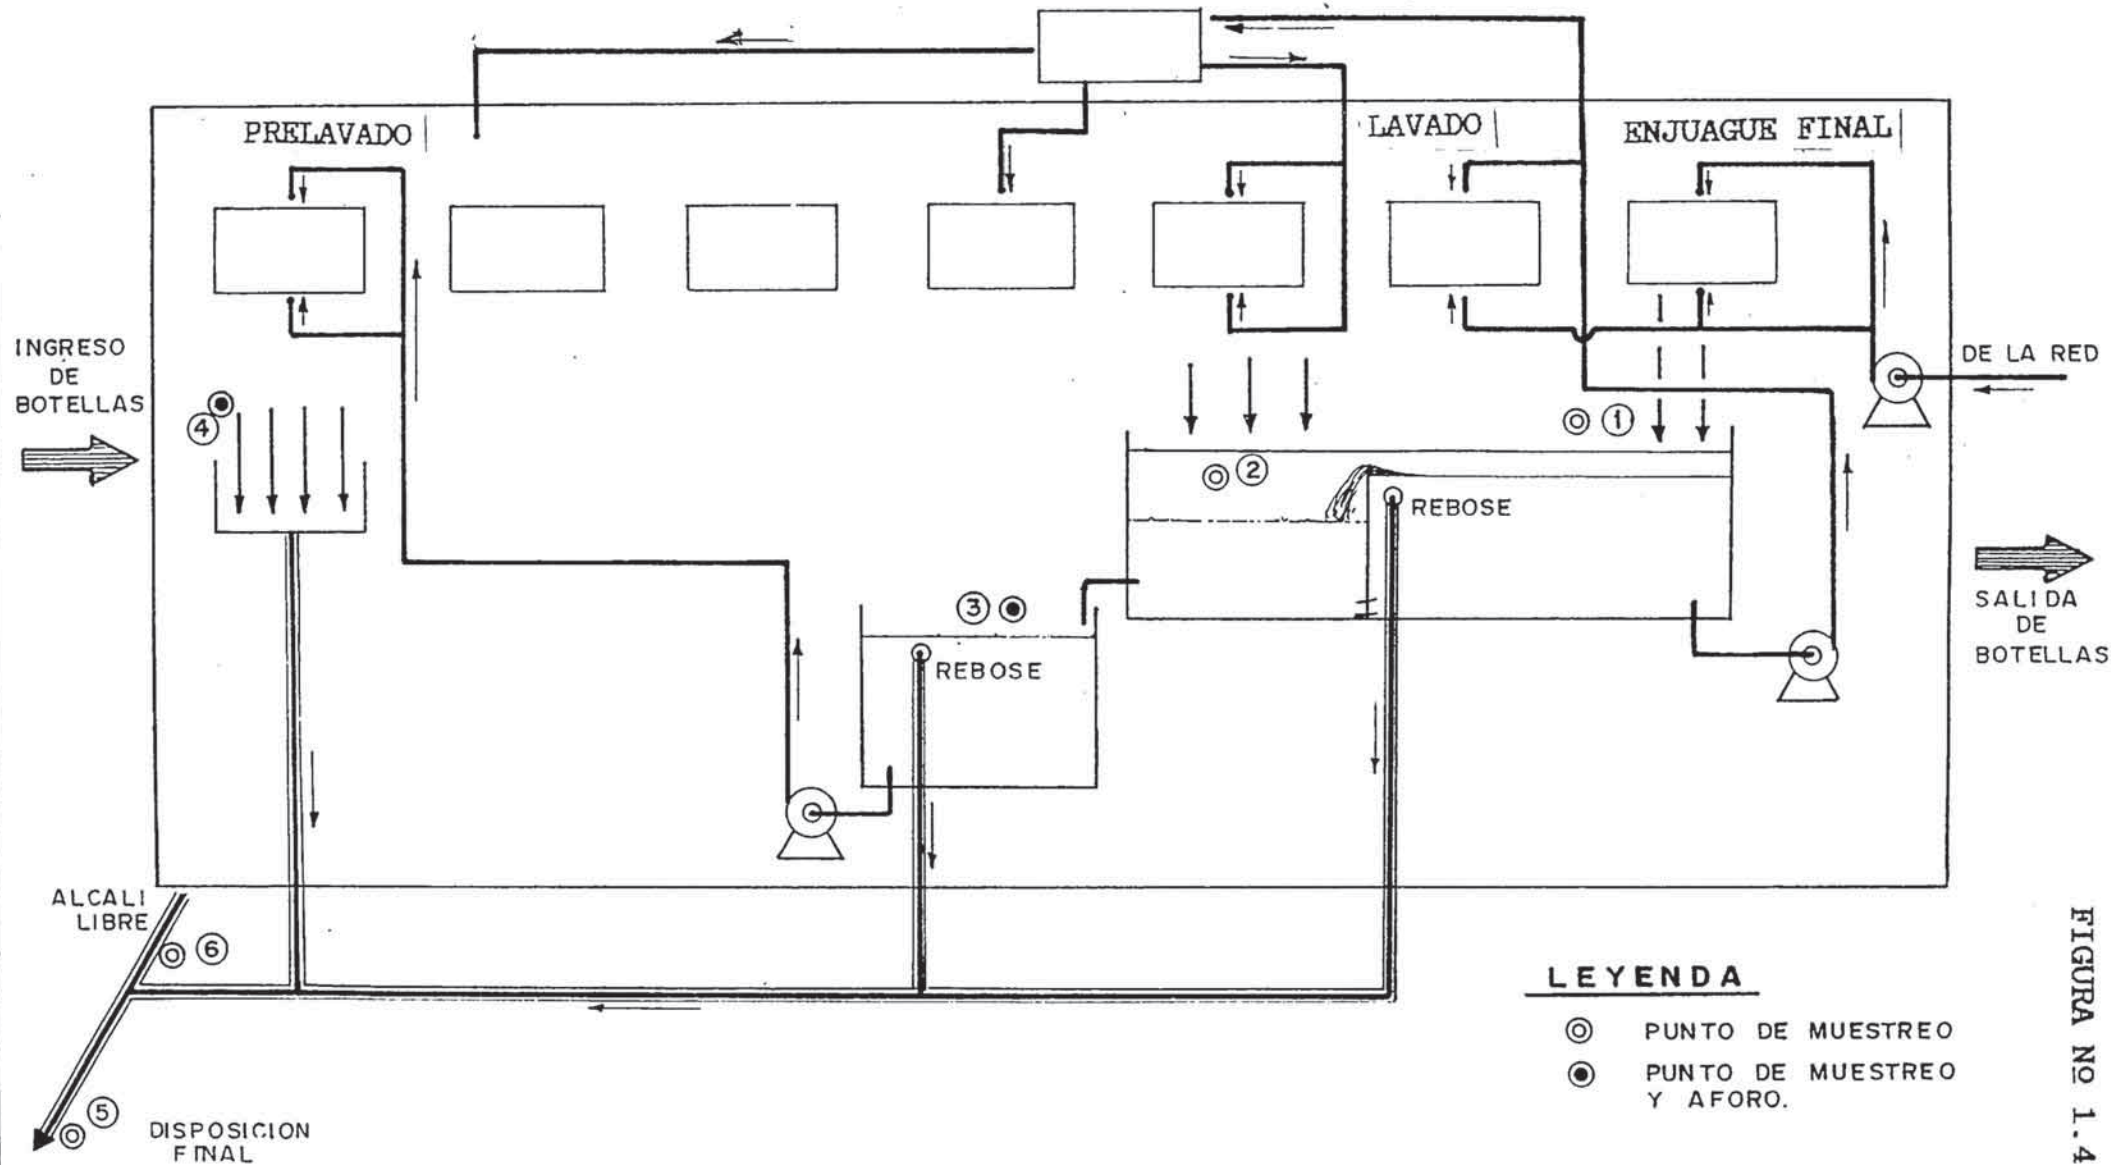 PRELAVADO
LAVADO
ENJUAGUE FINAL
INGRESO
DE
BOTELLAS
DE LA RED
4
1
2
REBOSE
3
REBOSE
SALIDA
DE
BOTELLAS
ALCALI
LIBRE
6
5
DISPOSICION
FINAL
LEYENDA
PUNTO DE MUESTREO
PUNTO DE MUESTREO
Y AFORO.
FIGURA Nº 1.4